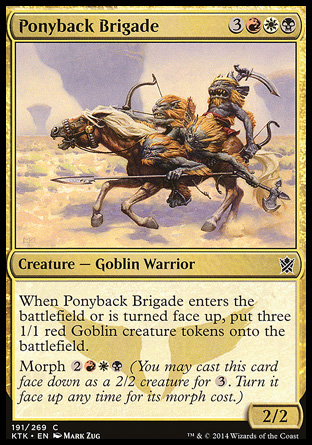 Ponyback Brigade 3
Creature — Goblin Warrior
When Ponyback Brigade enters the
battlefield or is turned face up, put three
1/1 red Goblin creature tokens onto the
battlefield.
Morph 2 (You may cast this
card face down as a 2/2 creature for 3. Turn it
face up any time for its morph cost.)
2/2
191/269 C
KTK • EN MARK ZUG
™ & © 2014 Wizards of the Coast